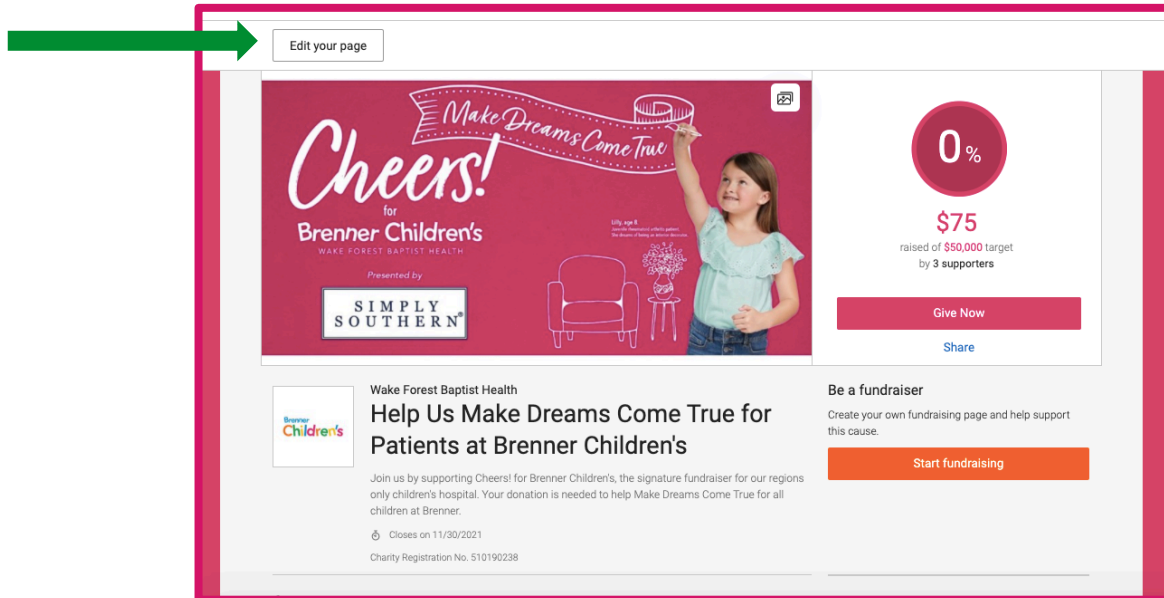 Edit your page
Make Dreams Come True
Cheers!
for
Brenner Children's
WAKE FOREST BAPTIST HEALTH
Presented by
SIMPLY
SOUTHERN®
Lilly, age 8
0 %
$75
raised of $50,000 target
by 3 supporters
Give Now
Share
Brenner
Children's
Wake Forest Baptist Health
Help Us Make Dreams Come True for
Patients at Brenner Children's
Join us by supporting Cheers! for Brenner Children's, the signature fundraiser for our regions
only children's hospital. Your donation is needed to help Make Dreams Come True for all
children at Brenner.
Closes on 11/30/2021
Charity Registration No. 510190238
Be a fundraiser
Create your own fundraising page and help support
this cause.
Start fundraising